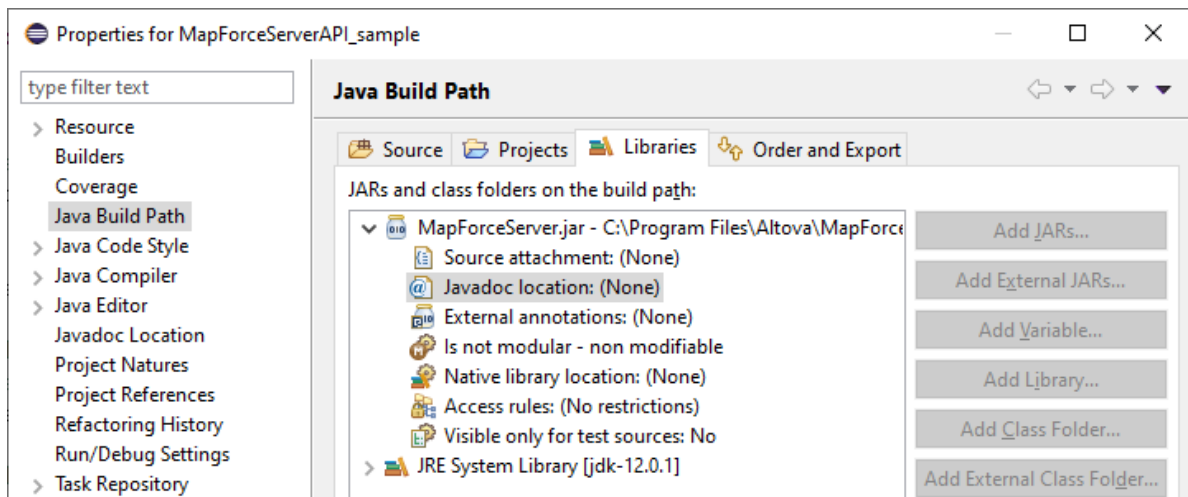 Properties for MapForceServerAPI_sample
type filter text
Resource
Builders
Coverage
Java Build Path
Java Code Style
Java Compiler
Java Editor
Javadoc Location
Project Natures
Project References
Refactoring History
Run/Debug Settings
Task Repository
Java Build Path
Source Projects Libraries Order and Export
JARs and class folders on the build path:
MapForceServer.jar - C:\Program Files\Altova\MapForce
Source attachment: (None)
Javadoc location: (None)
External annotations: (None)
Is not modular - non modifiable
Native library location: (None)
Access rules: (No restrictions)
Visible only for test sources: No
JRE System Library [jdk-12.0.1]
Add JARs...
Add External JARs...
Add Variable...
Add Library...
Add Class Folder...
Add External Class Folder...